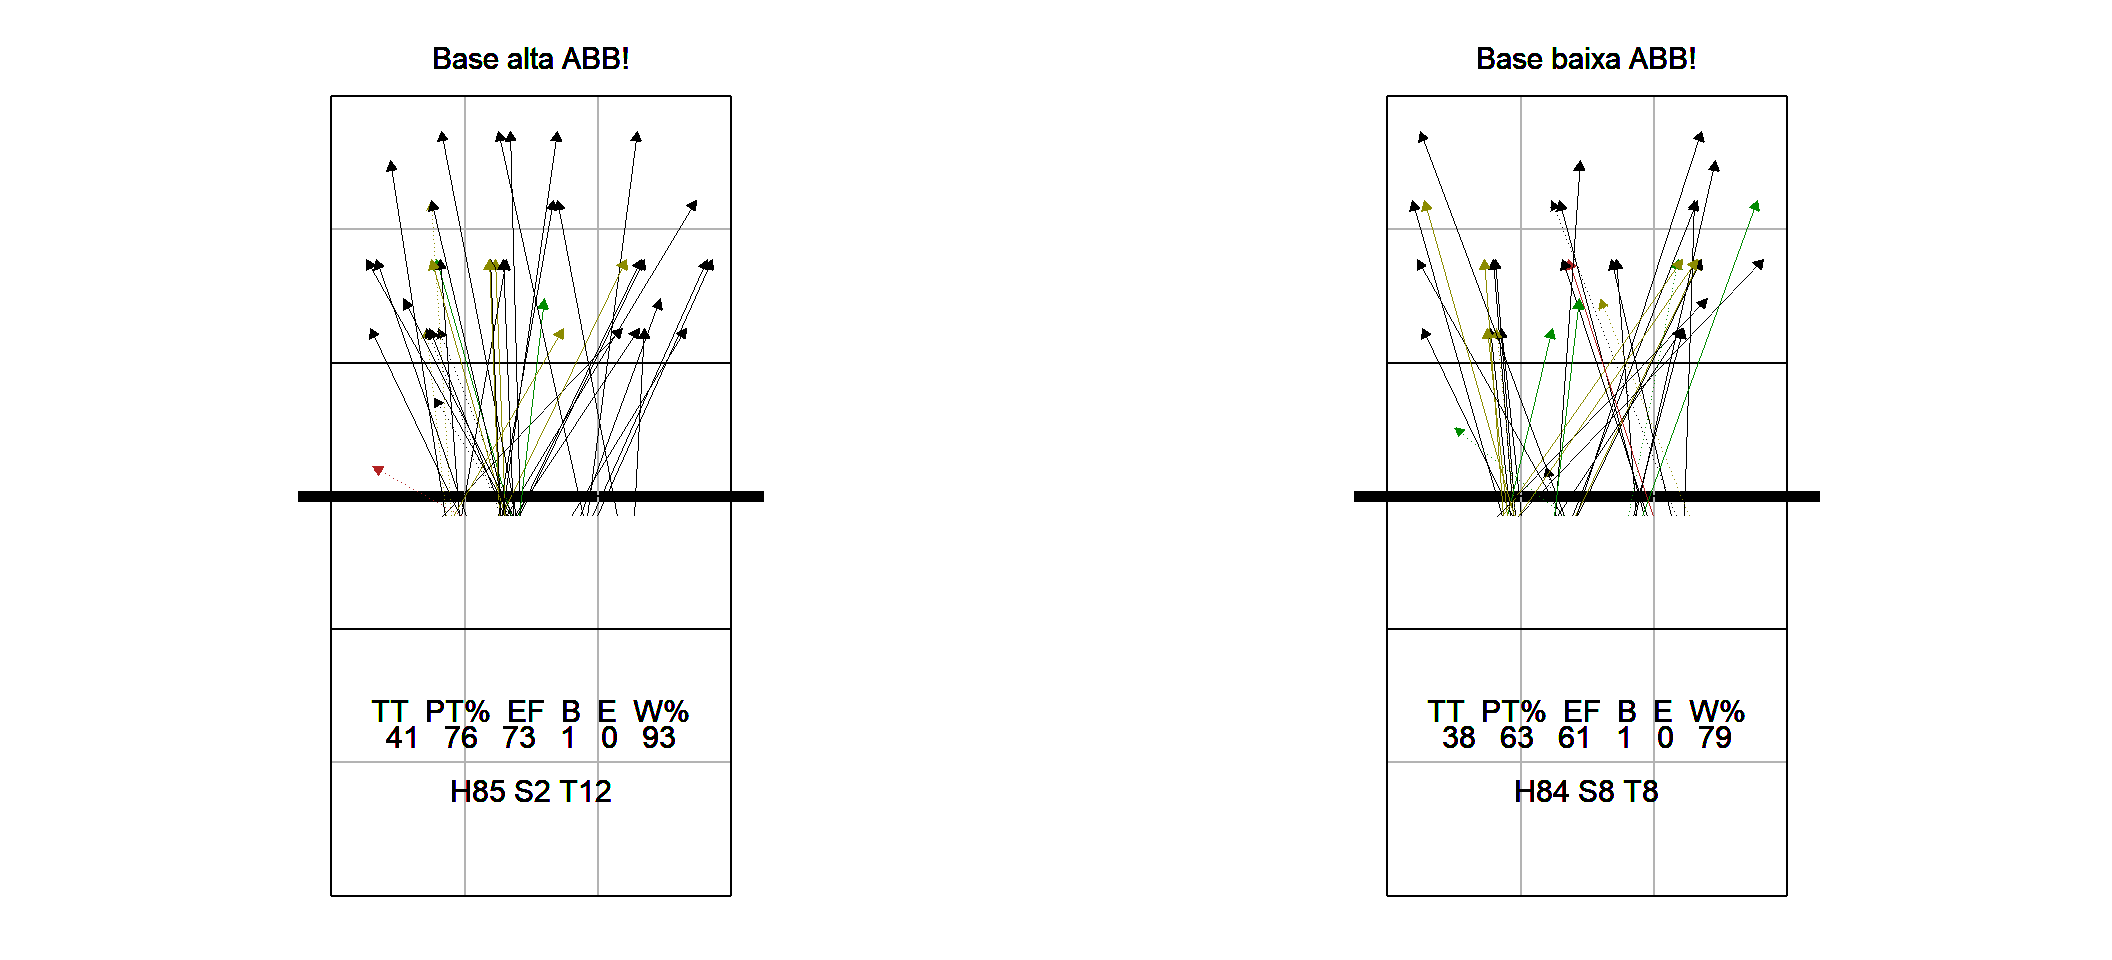 Base alta ABB!
TT PT% EF B E W%
41 76 73 1 0 93
H85 S2 T12
Base baixa ABB!
TT PT% EF B E W%
38 63 61 1 0 79
H84 S8 T8